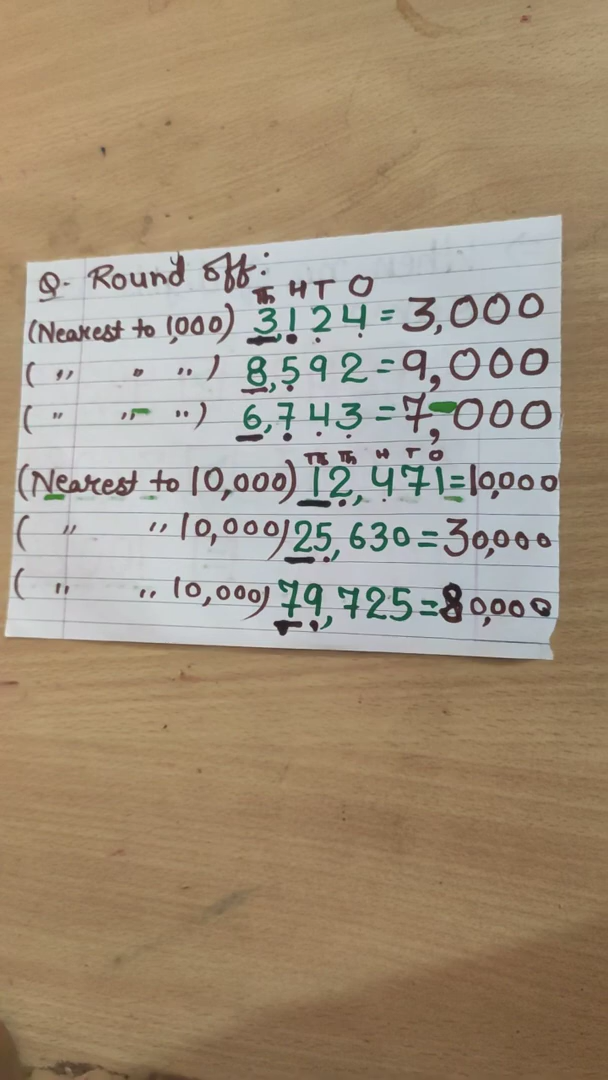 Q- Round off:
Th H T O
(Nearest to 1,000) 3,124 = 3,000
( " " " ) 8,592 = 9,000
( " " " ) 6,743 = 7,000
TTh Th H T O
(Nearest to 10,000) 12,471 = 10,000
( " " 10,000) 25,630 = 30,000
( " " 10,000) 79,725 = 80,000